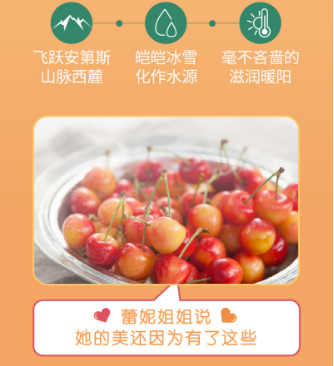 飞跃安第斯
山脉西麓
皑皑冰雪
化作水源
毫不吝啬的
滋润暖阳
蕾妮姐姐说
她的美还因为有了这些